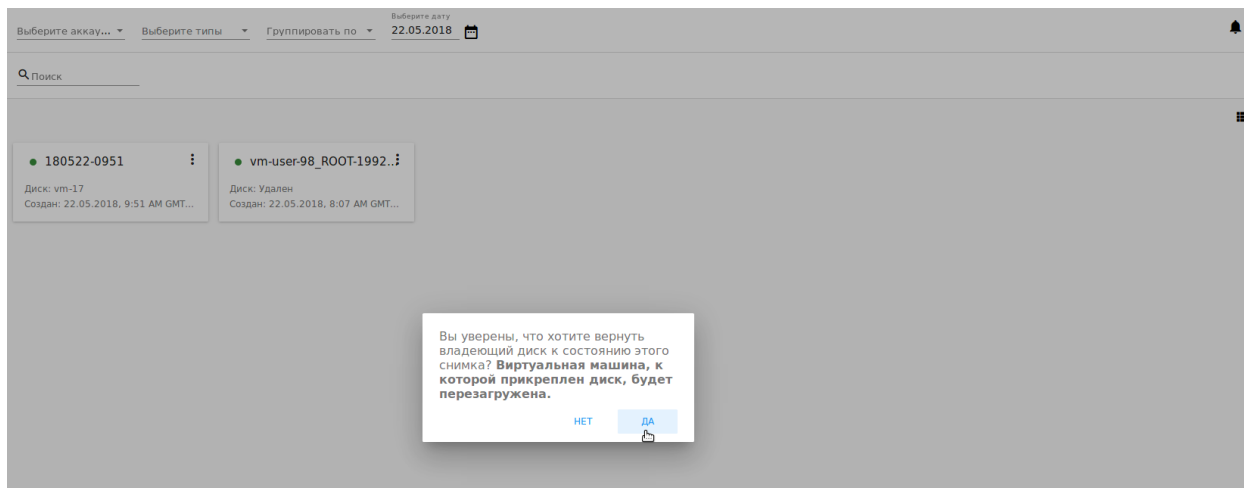 Выберите дату
Выберите аккау... Выберите типы Группировать по 22.05.2018
Поиск
180522-0951
Диск: vm-17
Создан: 22.05.2018, 9:51 AM GMT...
vm-user-98_ROOT-1992...
Диск: Удален
Создан: 22.05.2018, 8:07 AM GMT...
Вы уверены, что хотите вернуть
владеющий диск к состоянию этого
снимка? Виртуальная машина, к
которой прикреплен диск, будет
перезагружена.
НЕТ ДА